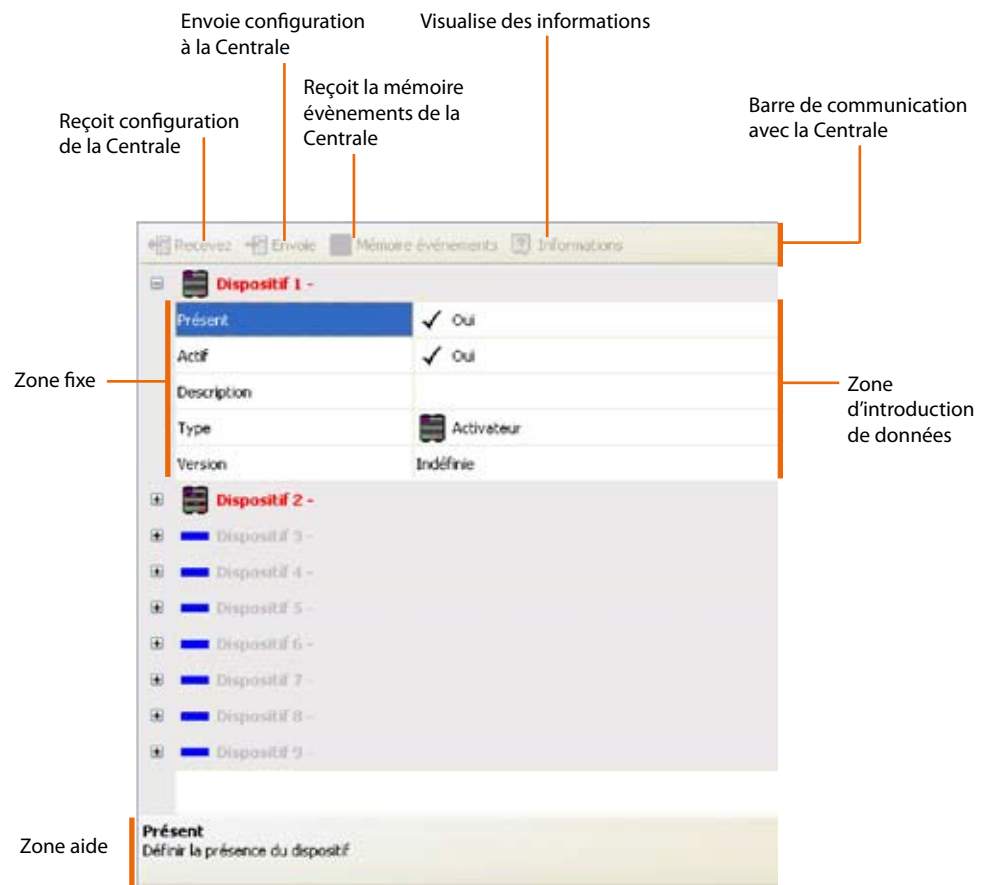 Envoie configuration
à la Centrale
Visualise des informations
Reçoit la mémoire
évènements de la
Centrale
Reçoit configuration
de la Centrale
Barre de communication
avec la Centrale
Recevez Envoie Mémoire événements Informations
Dispositif 1 -
Présent Oui
Actif Oui
Description
Type Activateur
Version Indéfinie
Zone fixe
Zone
d'introduction
de données
Dispositif 2 -
Dispositif 3 -
Dispositif 4 -
Dispositif 5 -
Dispositif 6 -
Dispositif 7 -
Dispositif 8 -
Dispositif 9 -
Zone aide
Présent
Définir la présence du dispositif